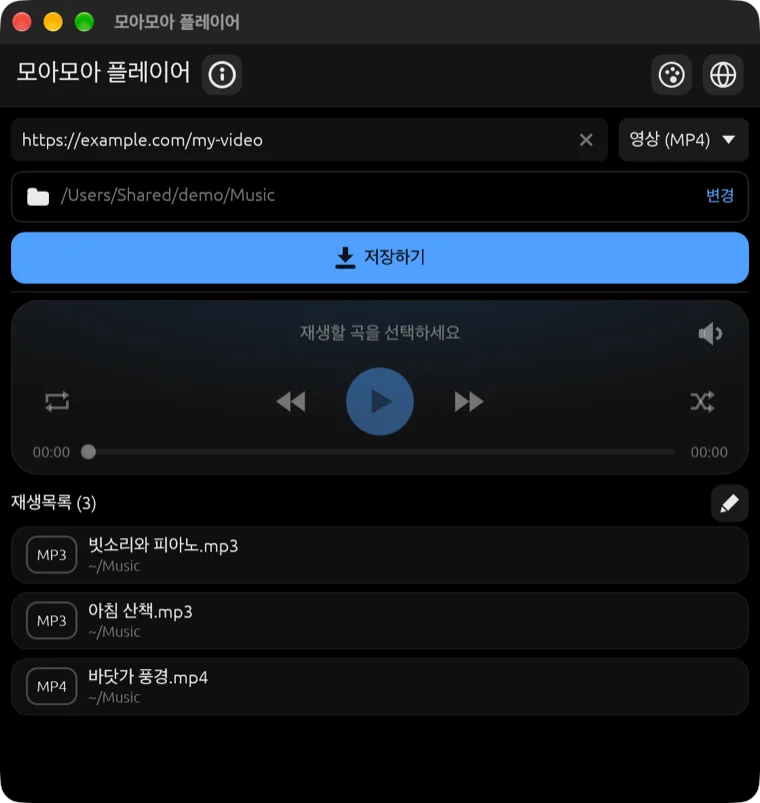 모아모아 플레이어
모아모아 플레이어
https://example.com/my-video
영상 (MP4)
/Users/Shared/demo/Music
변경
저장하기
재생할 곡을 선택하세요
00:00
00:00
재생목록 (3)
MP3
빗소리와 피아노.mp3
~/Music
MP3
아침 산책.mp3
~/Music
MP4
바닷가 풍경.mp4
~/Music